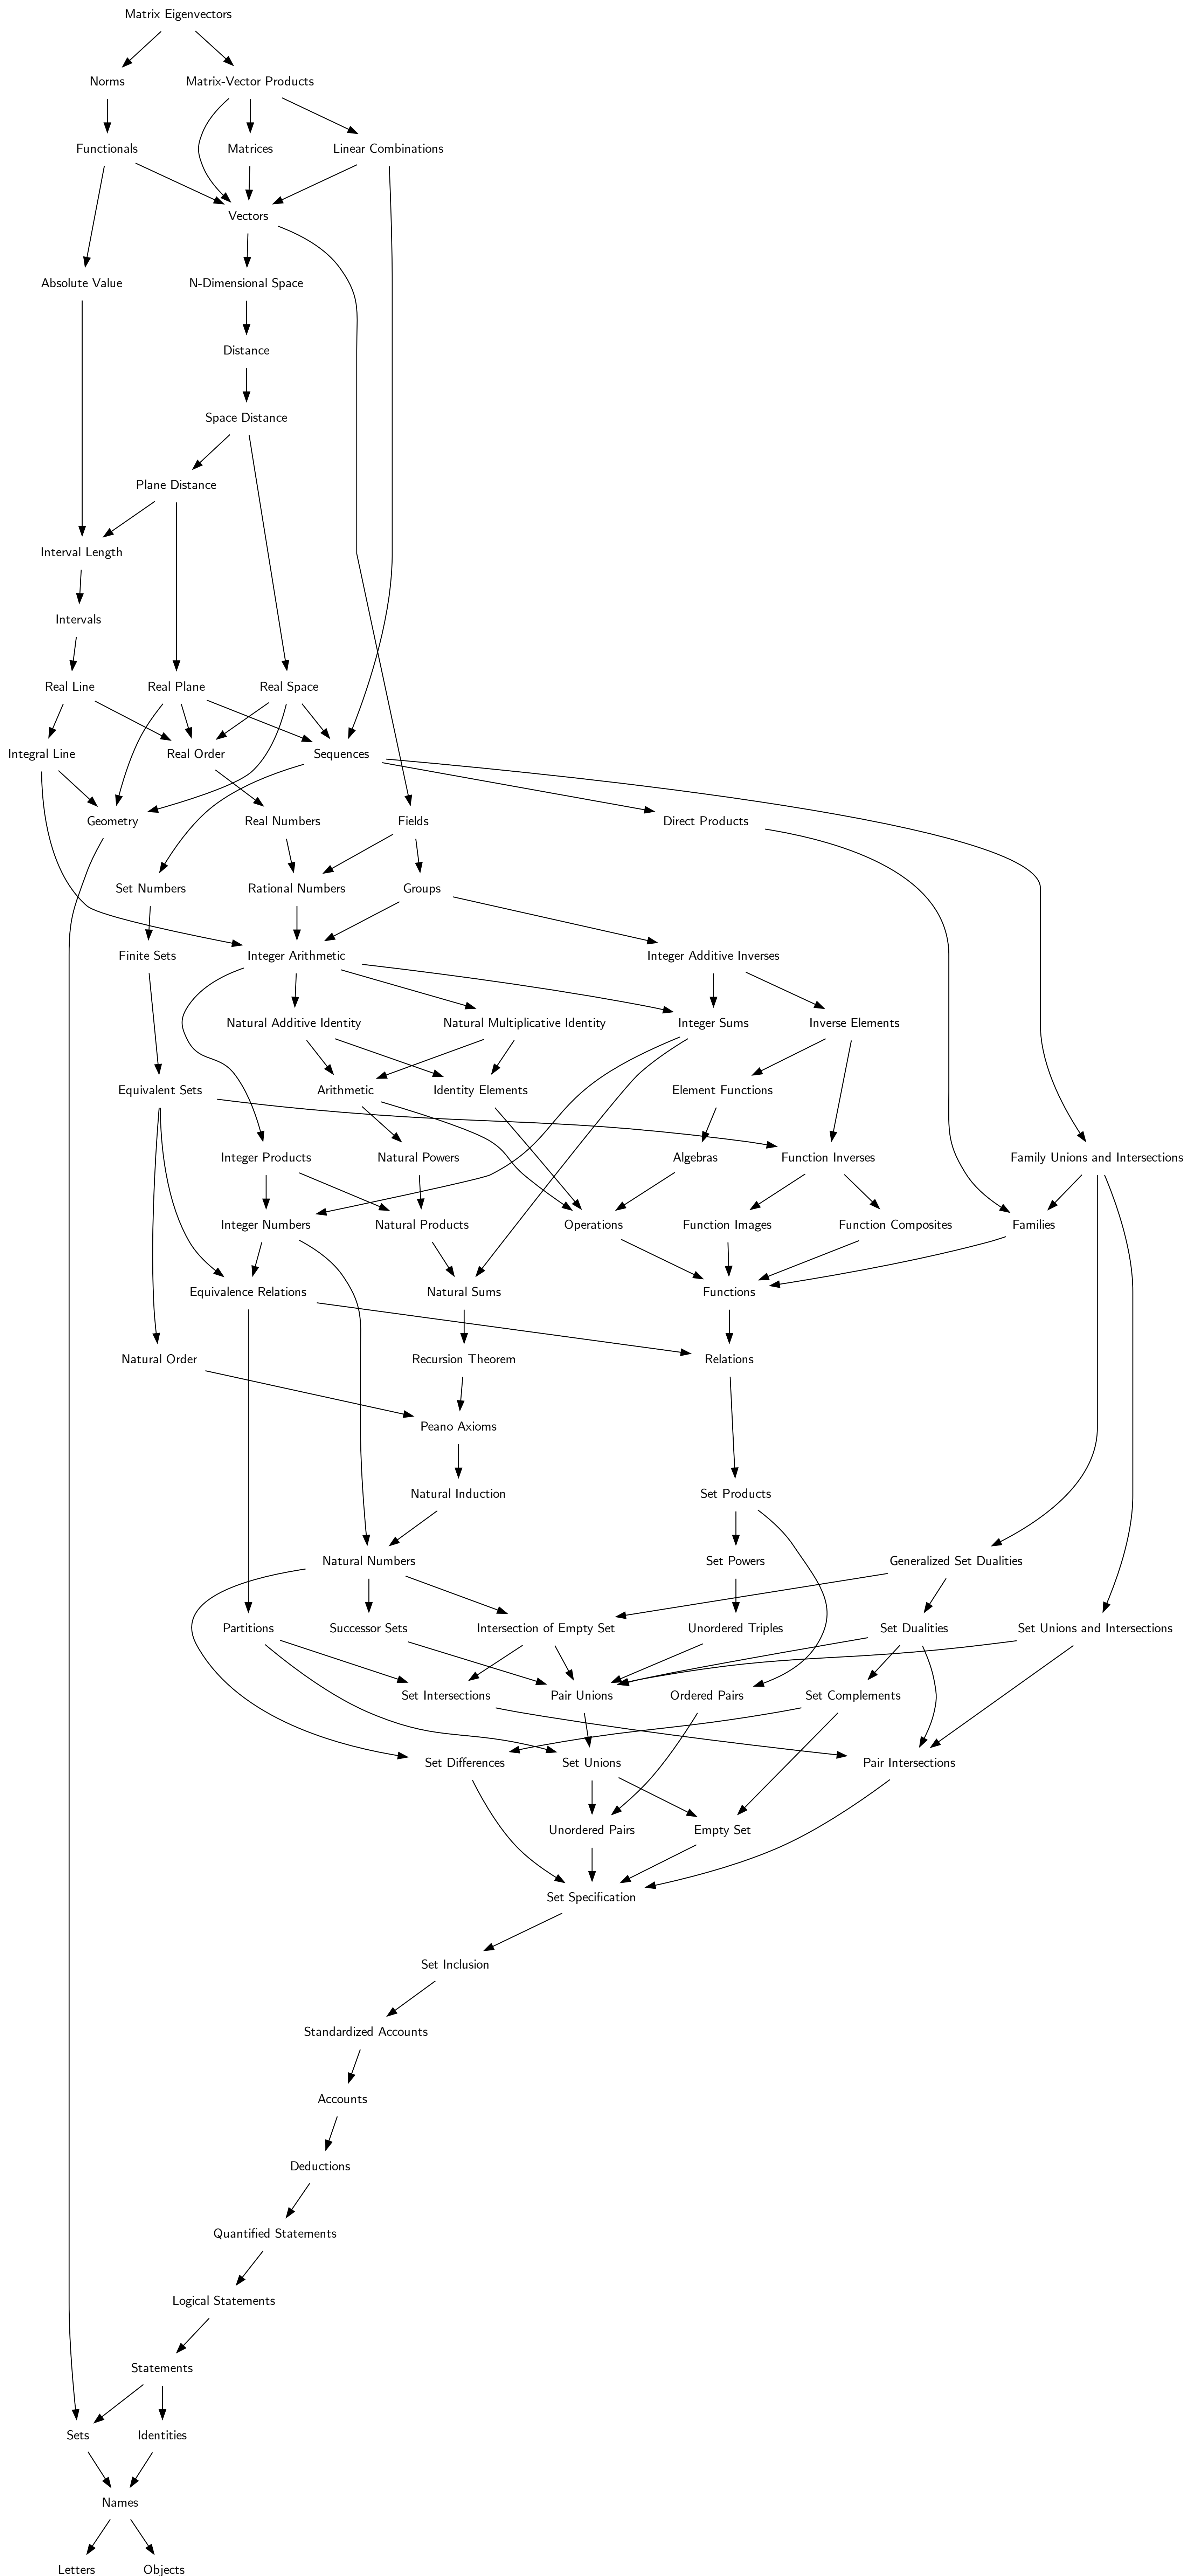 Matrix Eigenvectors
Norms
Matrix-Vector Products
Functionals
Matrices
Linear Combinations
Vectors
Absolute Value
N-Dimensional Space
Distance
Space Distance
Plane Distance
Interval Length
Intervals
Real Line
Real Plane
Real Space
Integral Line
Real Order
Sequences
Geometry
Real Numbers
Fields
Direct Products
Set Numbers
Rational Numbers
Groups
Finite Sets
Integer Arithmetic
Integer Additive Inverses
Natural Additive Identity
Natural Multiplicative Identity
Integer Sums
Inverse Elements
Equivalent Sets
Arithmetic
Identity Elements
Element Functions
Integer Products
Natural Powers
Algebras
Function Inverses
Family Unions and Intersections
Integer Numbers
Natural Products
Operations
Function Images
Function Composites
Families
Equivalence Relations
Natural Sums
Functions
Natural Order
Recursion Theorem
Relations
Peano Axioms
Natural Induction
Set Products
Natural Numbers
Set Powers
Generalized Set Dualities
Partitions
Successor Sets
Intersection of Empty Set
Unordered Triples
Set Dualities
Set Unions and Intersections
Set Intersections
Pair Unions
Ordered Pairs
Set Complements
Set Differences
Set Unions
Pair Intersections
Unordered Pairs
Empty Set
Set Specification
Set Inclusion
Standardized Accounts
Accounts
Deductions
Quantified Statements
Logical Statements
Statements
Sets
Identities
Names
Letters
Objects